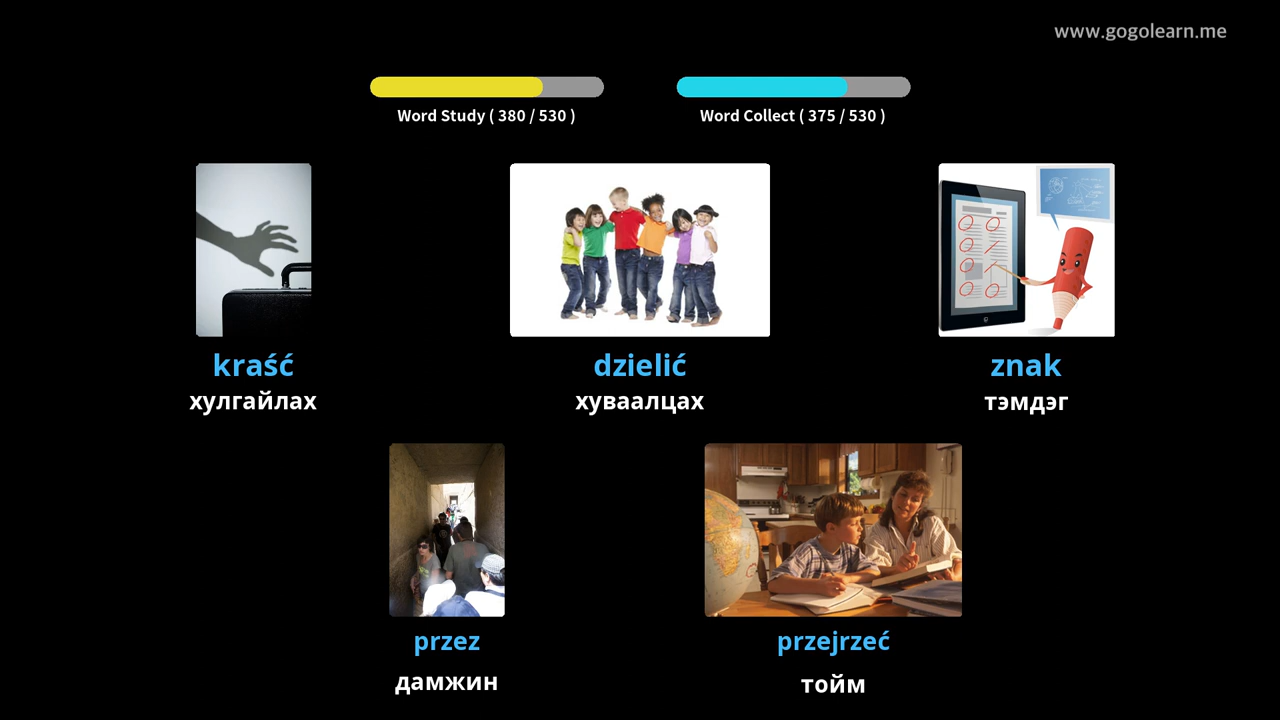 www.gogolearn.me
Word Study ( 380 / 530 )
Word Collect ( 375 / 530 )
kraść
хулгайлах
dzielić
хуваалцах
znak
тэмдэг
przez
дамжин
przejrzeć
тойм